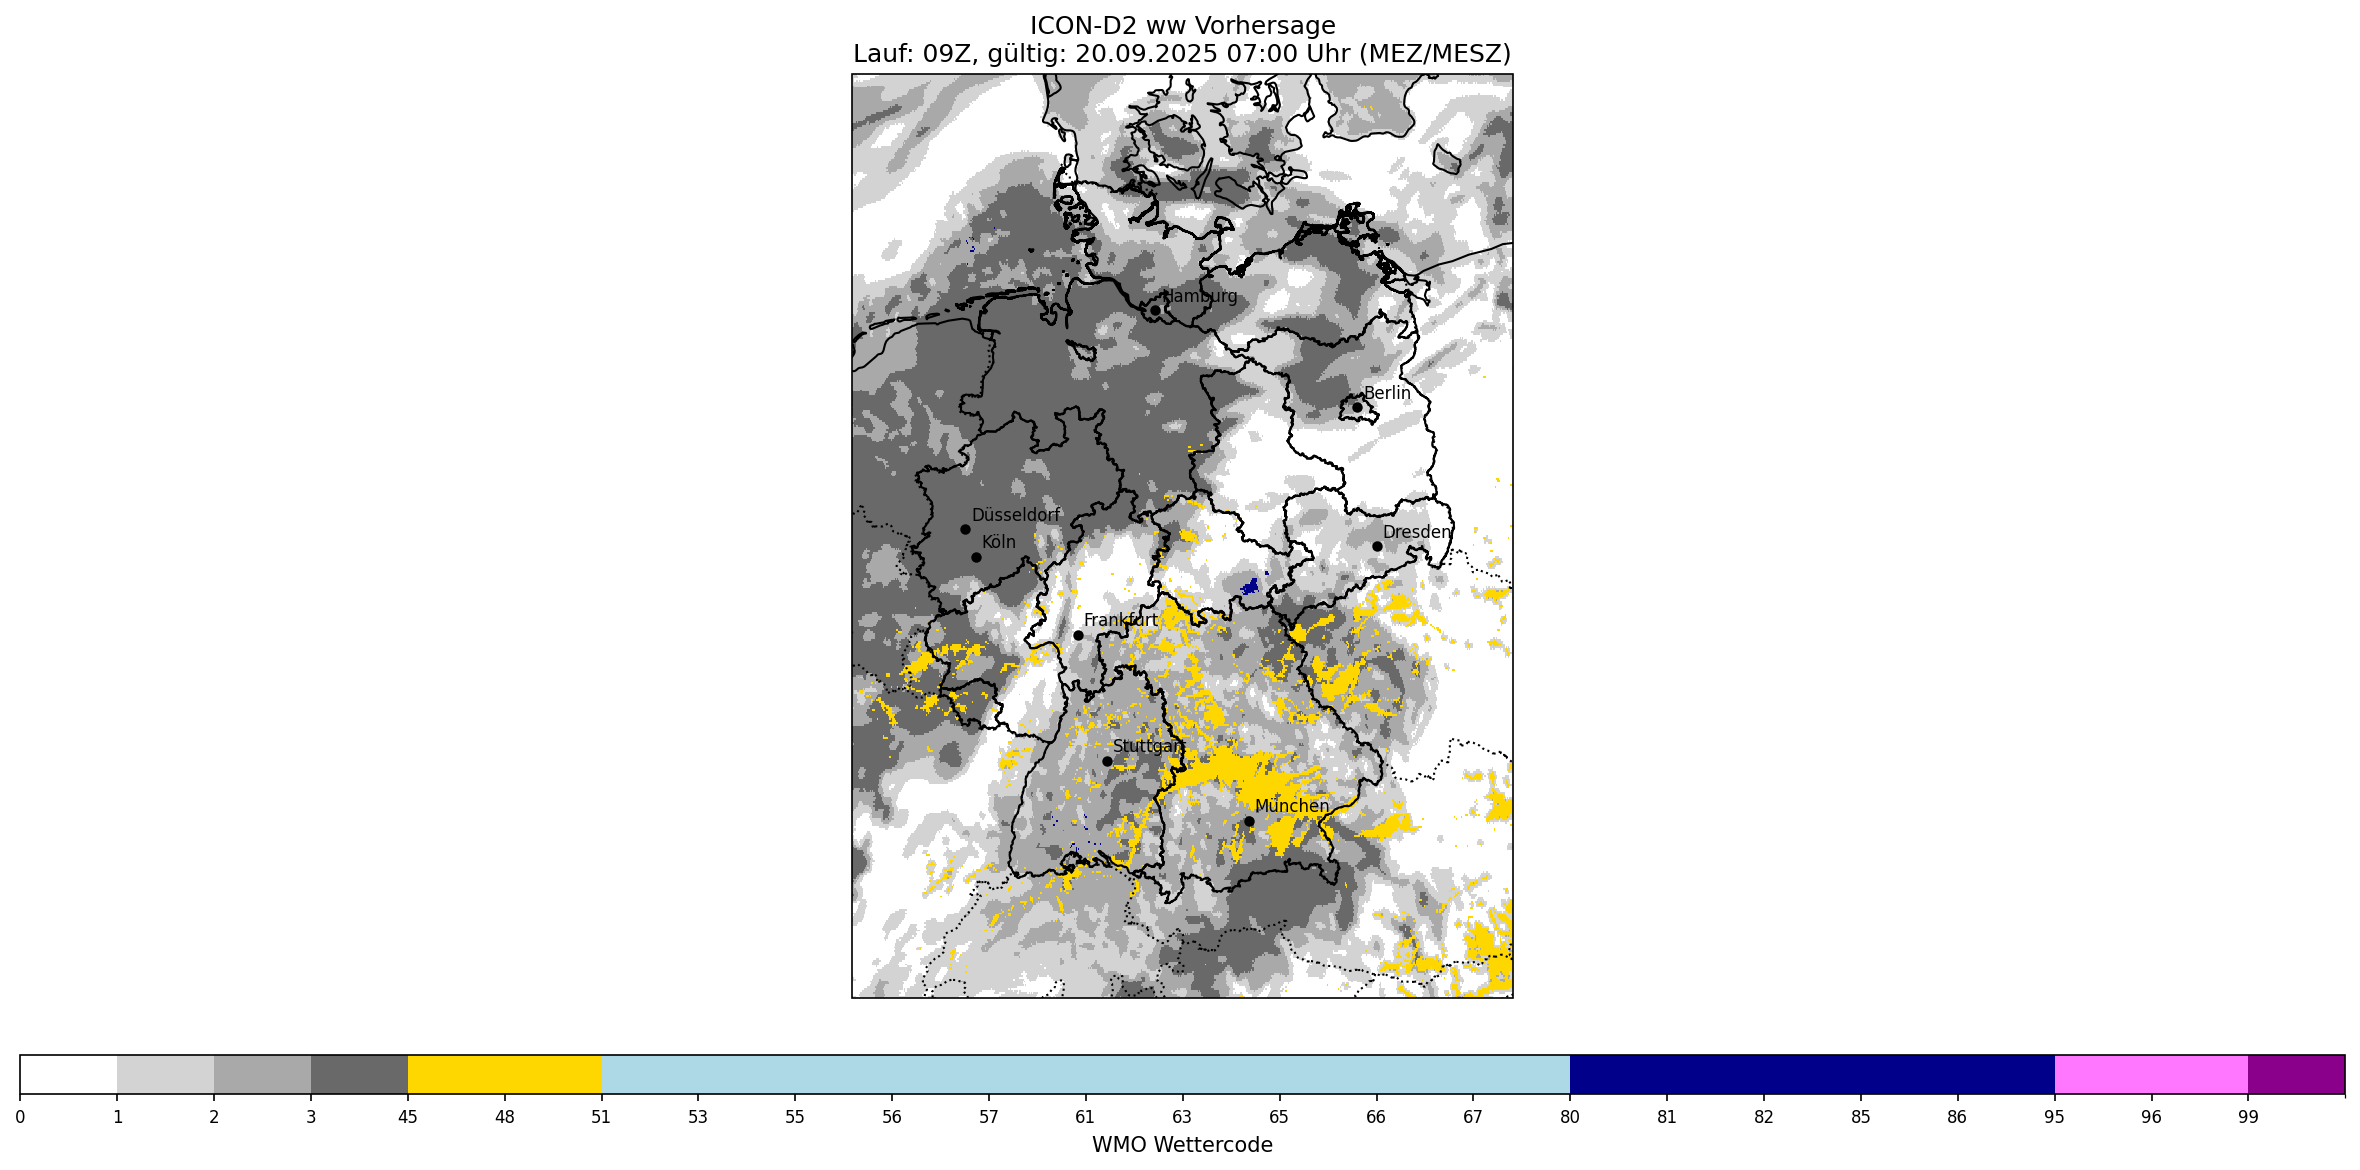 ICON-D2 ww Vorhersage
Lauf: 09Z, gültig: 20.09.2025 07:00 Uhr (MEZ/MESZ)
Hamburg
Berlin
Düsseldorf
Dresden
Köln
Frankfurt
Stuttgart
München
0 1 2 3 45 48 51 53 55 56 57 61 63 65 66 67 80 81 82 85 86 95 96 99
WMO Wettercode